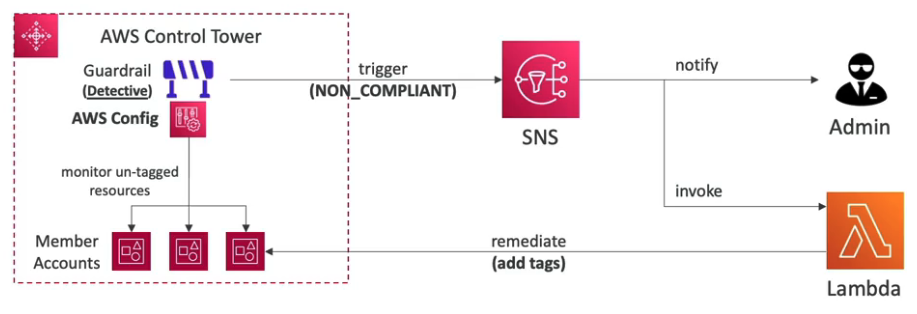 AWS Control Tower
Guardrail
(Detective)
AWS Config
monitor un-tagged
resources
Member
Accounts
trigger
(NON_COMPLIANT)
SNS
notify
Admin
invoke
Lambda
remediate
(add tags)